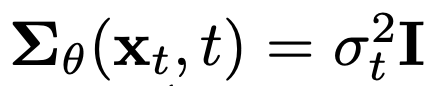 𝚺_θ(𝐱_t, t) = σ_t^2 𝐈